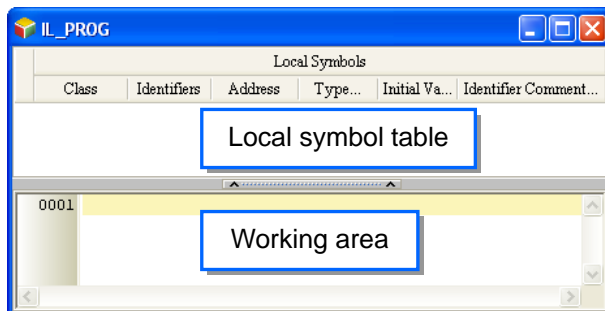 IL_PROG
Local Symbols
Class Identifiers Address Type... Initial Va... Identifier Comment...
Local symbol table
0001
Working area